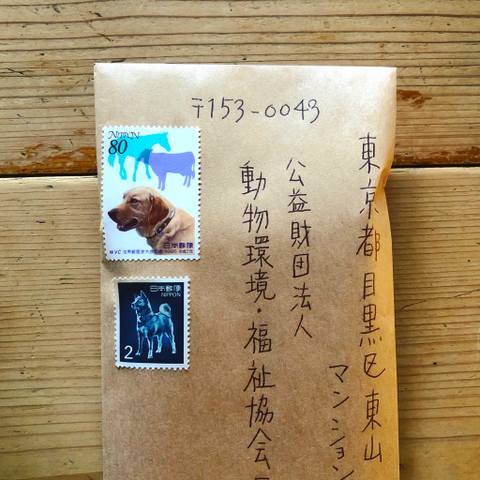 〒153-0043
東京都目黒区東山
マンション
公益財団法人
動物環境・福祉協会
NIPPON
80
日本郵便
日本郵便
NIPPON
2